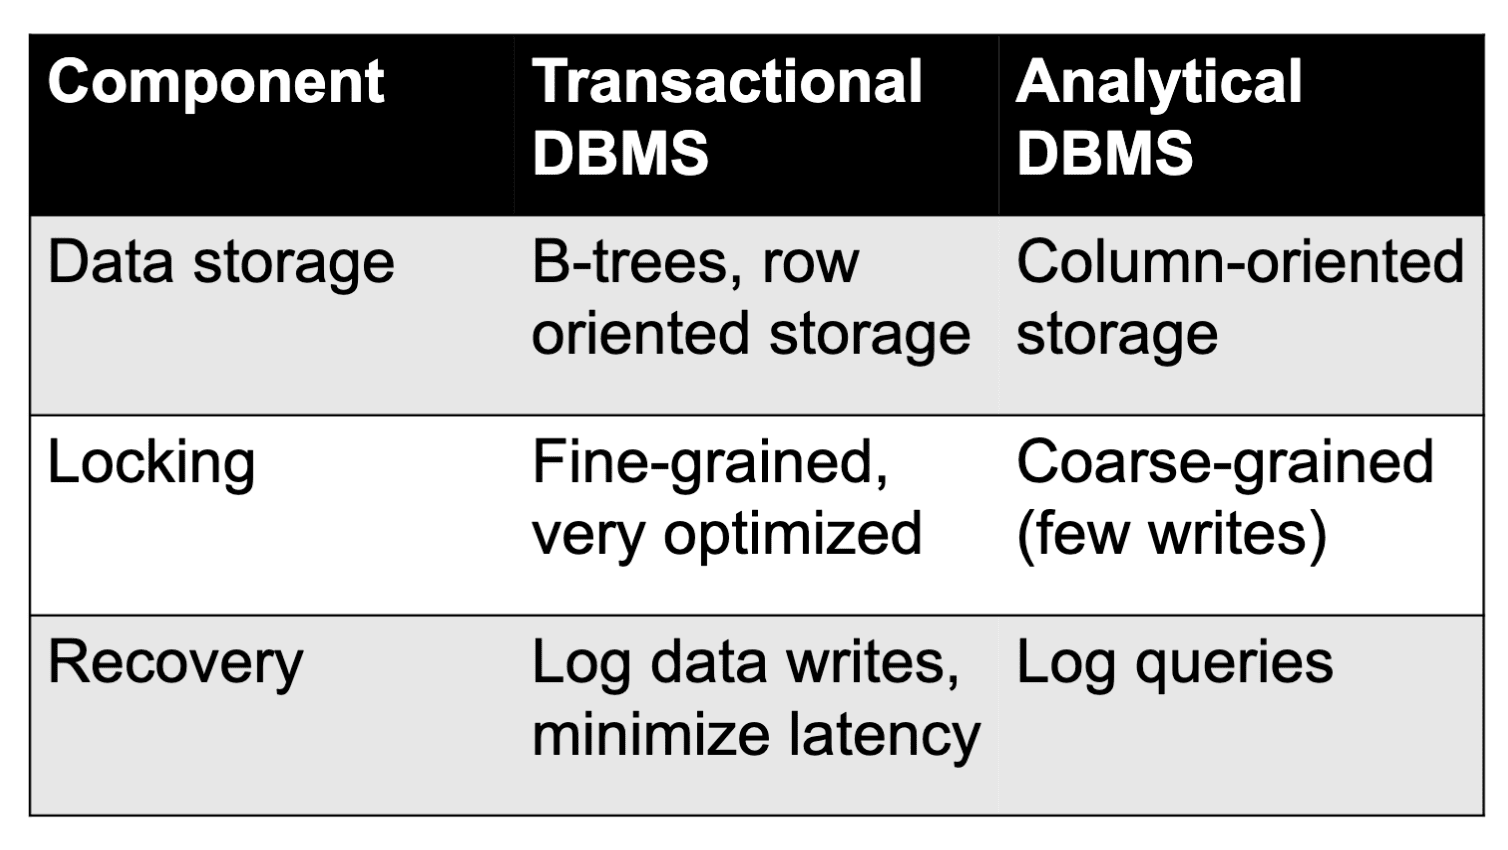 Component
Transactional
DBMS
Analytical
DBMS
Data storage
B-trees, row
oriented storage
Column-oriented
storage
Locking
Fine-grained,
very optimized
Coarse-grained
(few writes)
Recovery
Log data writes,
minimize latency
Log queries